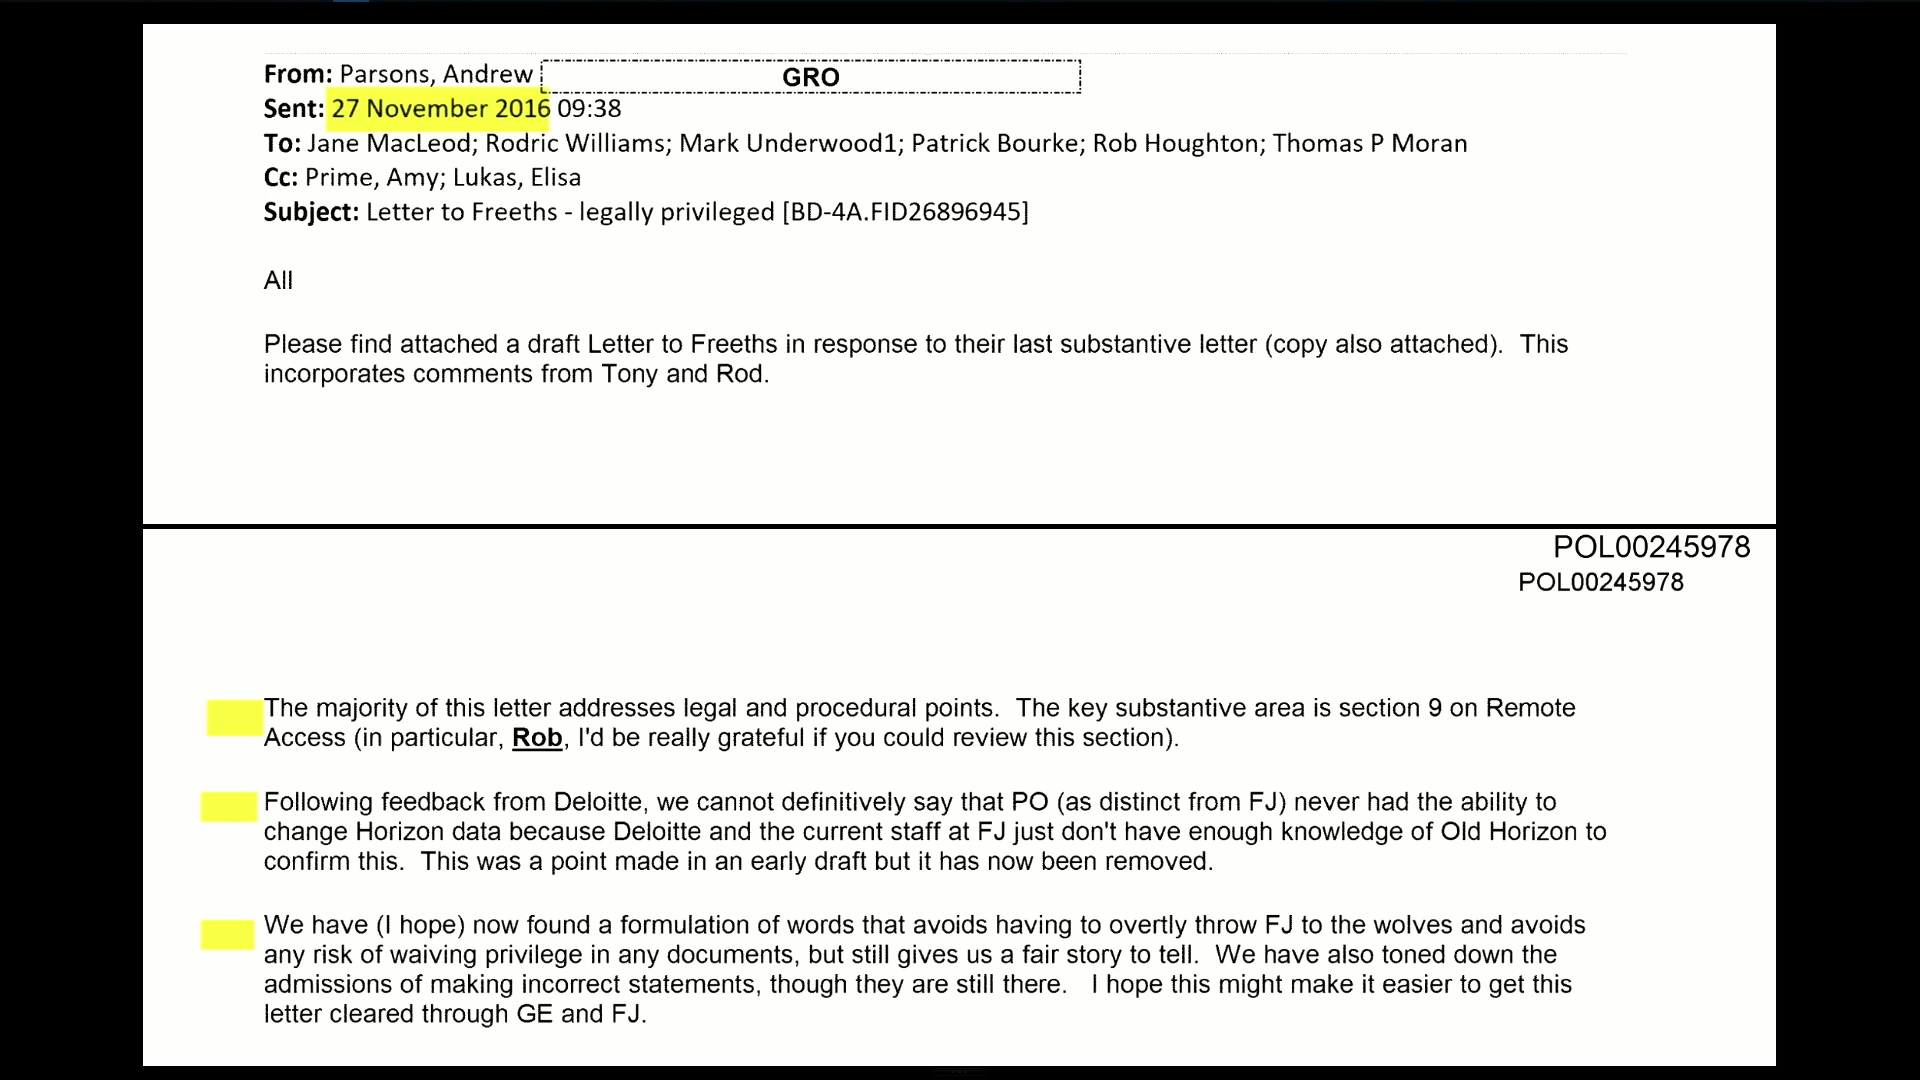 From: Parsons, Andrew GRO
Sent: 27 November 2016 09:38
To: Jane MacLeod; Rodric Williams; Mark Underwood1; Patrick Bourke; Rob Houghton; Thomas P Moran
Cc: Prime, Amy; Lukas, Elisa
Subject: Letter to Freeths - legally privileged [BD-4A.FID26896945]
All
Please find attached a draft Letter to Freeths in response to their last substantive letter (copy also attached).  This
incorporates comments from Tony and Rod.
POL00245978
POL00245978
The majority of this letter addresses legal and procedural points.  The key substantive area is section 9 on Remote
Access (in particular, Rob, I'd be really grateful if you could review this section).
Following feedback from Deloitte, we cannot definitively say that PO (as distinct from FJ) never had the ability to
change Horizon data because Deloitte and the current staff at FJ just don't have enough knowledge of Old Horizon to
confirm this.  This was a point made in an early draft but it has now been removed.
We have (I hope) now found a formulation of words that avoids having to overtly throw FJ to the wolves and avoids
any risk of waiving privilege in any documents, but still gives us a fair story to tell.  We have also toned down the
admissions of making incorrect statements, though they are still there.   I hope this might make it easier to get this
letter cleared through GE and FJ.